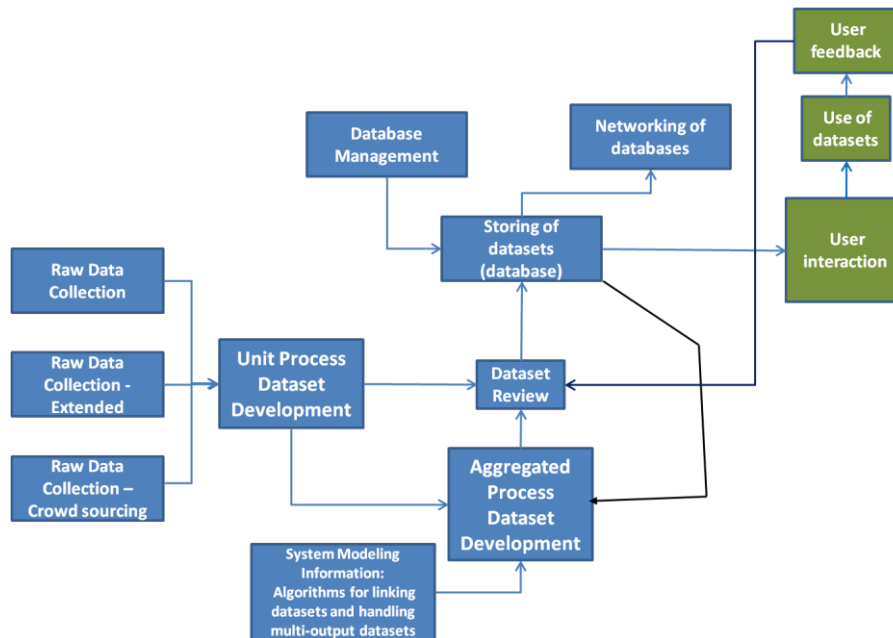 User
feedback
Use of
datasets
Database
Management
Networking of
databases
Storing of
datasets
(database)
User
interaction
Raw Data
Collection
Raw Data
Collection -
Extended
Raw Data
Collection –
Crowd sourcing
Unit Process
Dataset
Development
Dataset
Review
Aggregated
Process
Dataset
Development
System Modeling
Information:
Algorithms for linking
datasets and handling
multi-output datasets